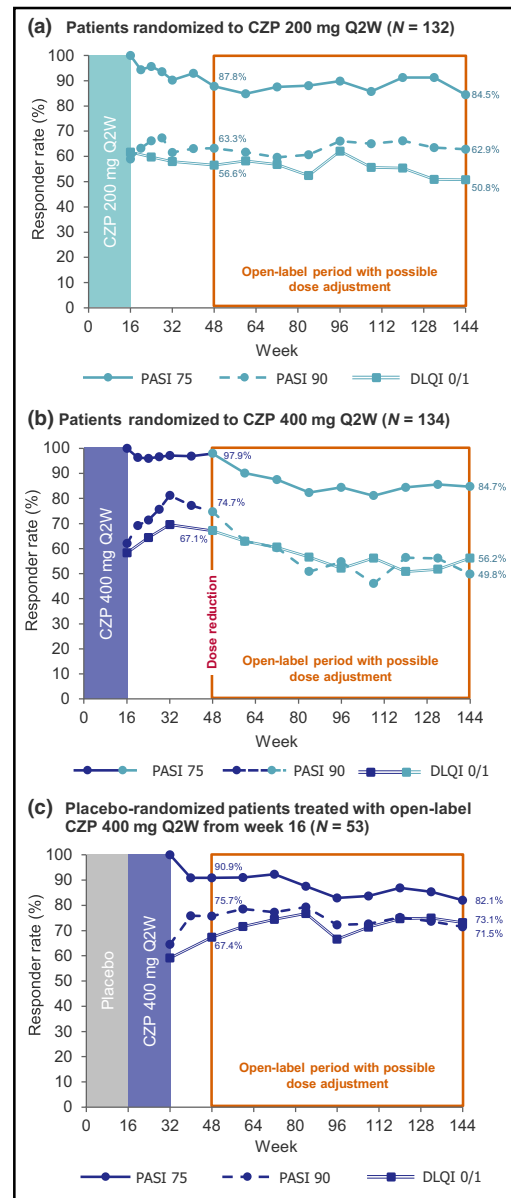 (a) Patients randomized to CZP 200 mg Q2W (N = 132)
Responder rate (%)
100
90
80
70
60
50
40
30
20
10
0
CZP 200 mg Q2W
87.8%
84.5%
63.3%
62.9%
56.6%
50.8%
Open-label period with possible
dose adjustment
0 16 32 48 64 80 96 112 128 144
Week
PASI 75 PASI 90 DLQI 0/1
(b) Patients randomized to CZP 400 mg Q2W (N = 134)
Responder rate (%)
100
90
80
70
60
50
40
30
20
10
0
CZP 400 mg Q2W
97.9%
84.7%
74.7%
67.1%
56.2%
49.8%
Dose reduction
Open-label period with possible
dose adjustment
0 16 32 48 64 80 96 112 128 144
Week
PASI 75 PASI 90 DLQI 0/1
(c) Placebo-randomized patients treated with open-label
CZP 400 mg Q2W from week 16 (N = 53)
Responder rate (%)
100
90
80
70
60
50
40
30
20
10
0
Placebo
CZP 400 mg Q2W
90.9%
82.1%
75.7%
73.1%
71.5%
67.4%
Open-label period with possible
dose adjustment
0 16 32 48 64 80 96 112 128 144
Week
PASI 75 PASI 90 DLQI 0/1